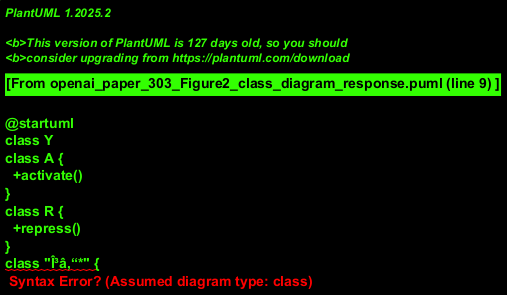 PlantUML 1.2025.2
<b>This version of PlantUML is 127 days old, so you should
<b>consider upgrading from https://plantuml.com/download
[From openai_paper_303_Figure2_class_diagram_response.puml (line 9) ]
@startuml
class Y
class A {
+activate()
}
class R {
+repress()
}
class "Î³â‚“*" {
Syntax Error? (Assumed diagram type: class)